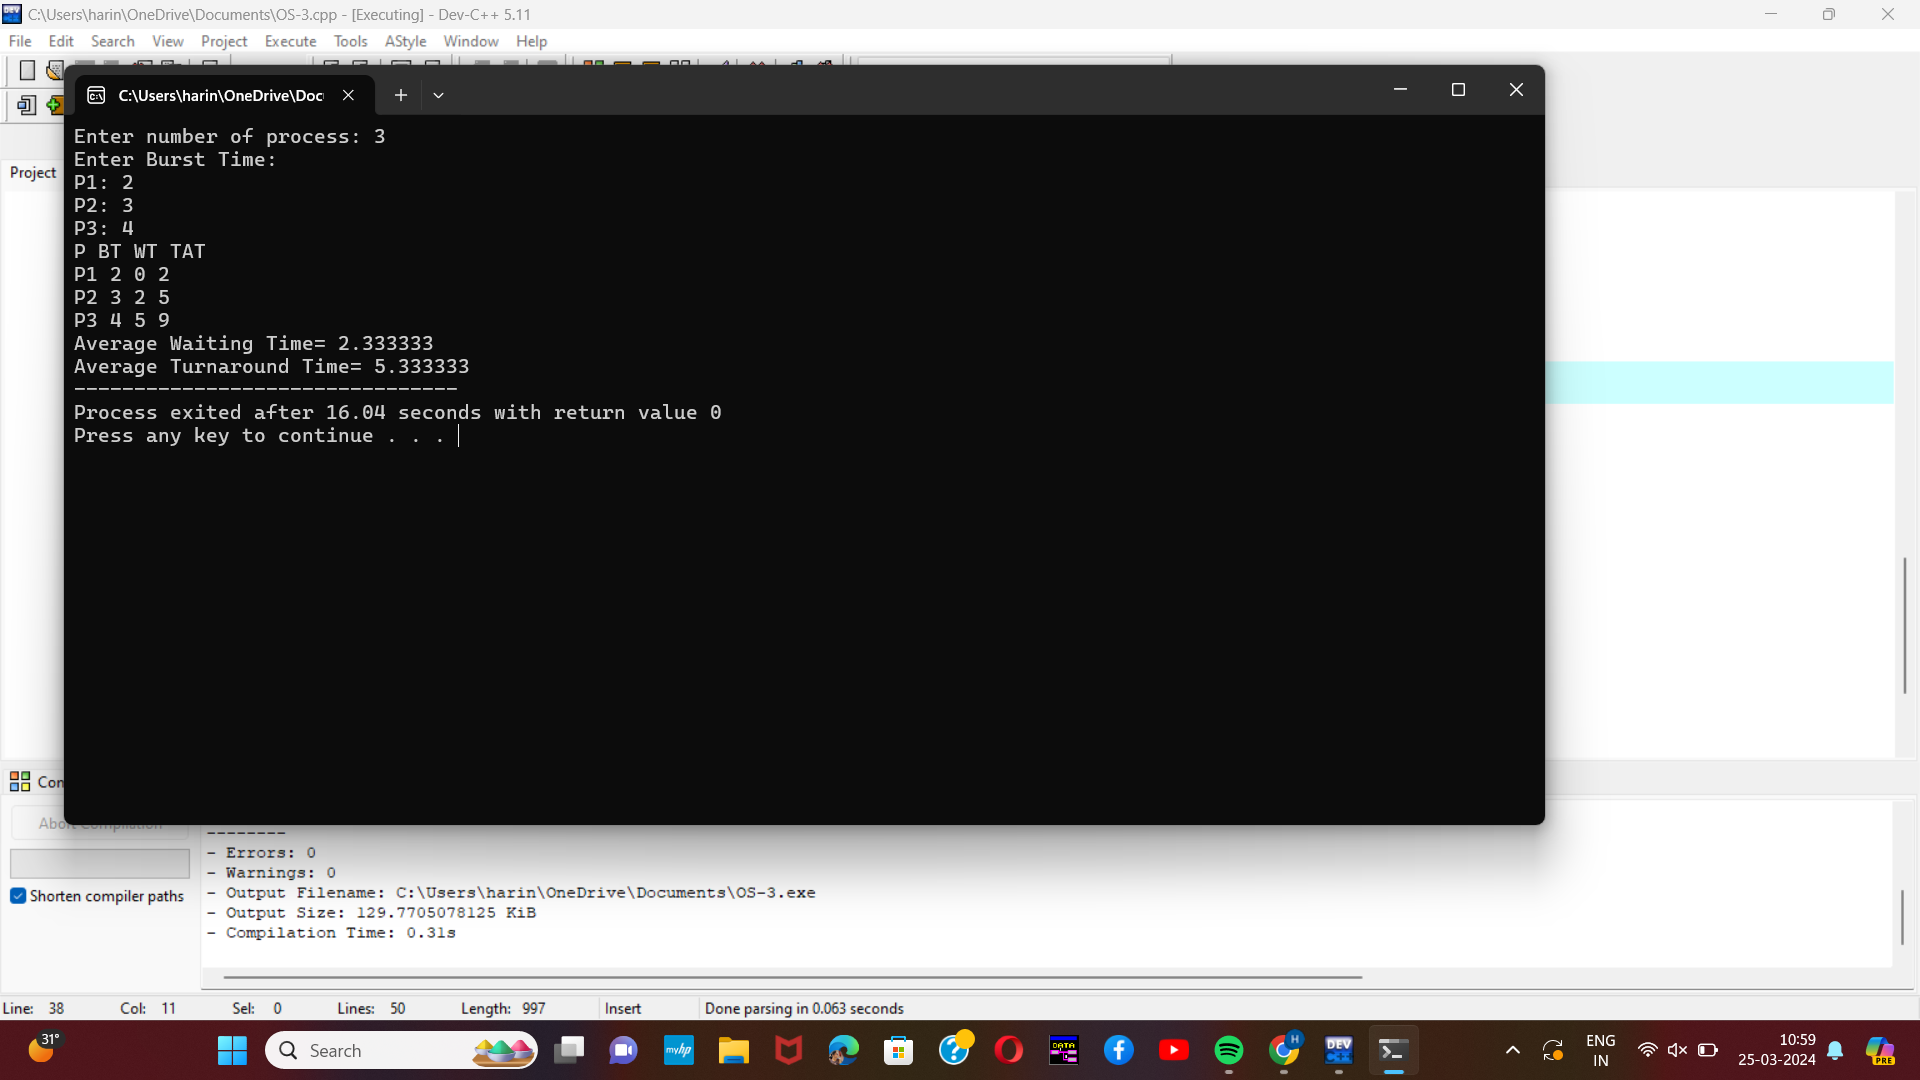 C:\Users\harin\OneDrive\Documents\OS-3.cpp - [Executing] - Dev-C++ 5.11
File Edit Search View Project Execute Tools AStyle Window Help
C:\Users\harin\OneDrive\Doc
Enter number of process: 3
Enter Burst Time:
P1: 2
P2: 3
P3: 4
P BT WT TAT
P1 2 0 2
P2 3 2 5
P3 4 5 9
Average Waiting Time= 2.333333
Average Turnaround Time= 5.333333
--------------------------------
Process exited after 16.04 seconds with return value 0
Press any key to continue . . .
Project
Con
Abort Compilation
Shorten compiler paths
--------
- Errors: 0
- Warnings: 0
- Output Filename: C:\Users\harin\OneDrive\Documents\OS-3.exe
- Output Size: 129.7705078125 KiB
- Compilation Time: 0.31s
Line: 38 Col: 11 Sel: 0 Lines: 50 Length: 997 Insert Done parsing in 0.063 seconds
31°
Search
myhp
DATA
H
DEV
C++
ENG
IN
10:59
25-03-2024
PRE